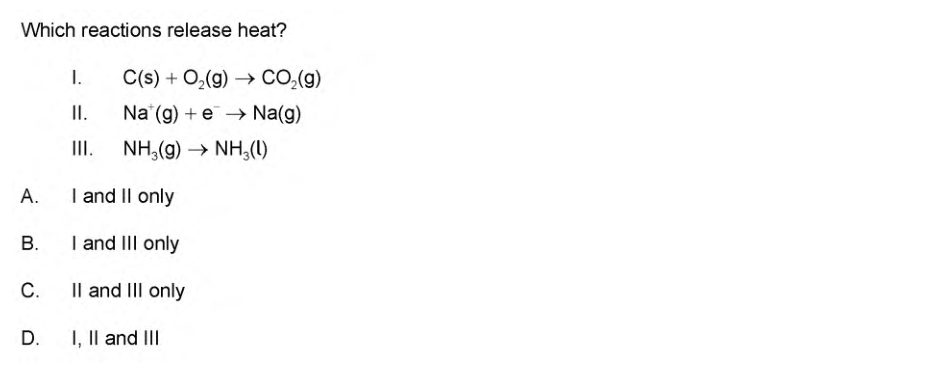 Which reactions release heat?
I. C(s) + O₂(g) → CO₂(g)
II. Na⁺(g) + e⁻ → Na(g)
III. NH₃(g) → NH₃(l)
A. I and II only
B. I and III only
C. II and III only
D. I, II and III